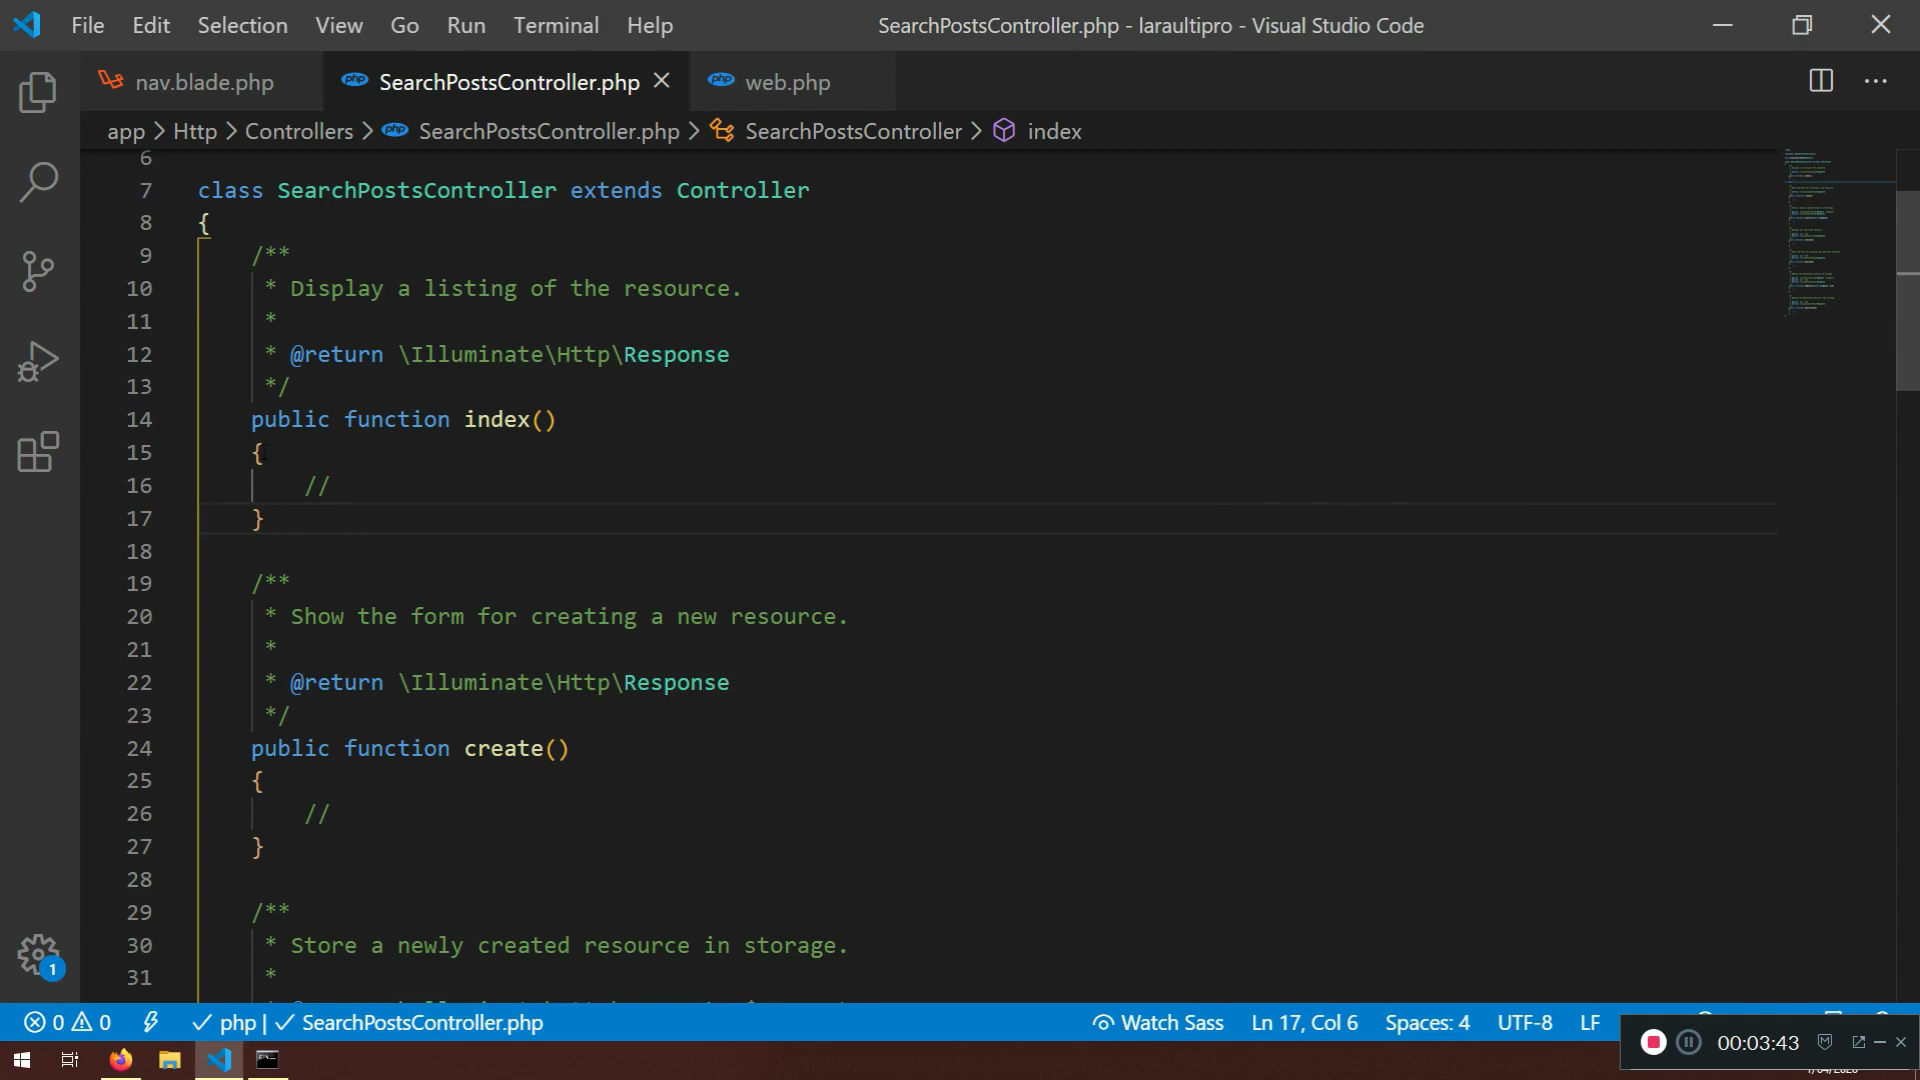 File Edit Selection View Go Run Terminal Help SearchPostsController.php - laraultipro - Visual Studio Code
nav.blade.php php SearchPostsController.php php web.php
app > Http > Controllers > php SearchPostsController.php > SearchPostsController > index
6
7 class SearchPostsController extends Controller
8 {
9 /**
10 * Display a listing of the resource.
11 *
12 * @return \Illuminate\Http\Response
13 */
14 public function index()
15 {
16 //
17 }
18
19 /**
20 * Show the form for creating a new resource.
21 *
22 * @return \Illuminate\Http\Response
23 */
24 public function create()
25 {
26 //
27 }
28
29 /**
30 * Store a newly created resource in storage.
31 *
1
0 0 php | SearchPostsController.php Watch Sass Ln 17, Col 6 Spaces: 4 UTF-8 LF
00:03:43